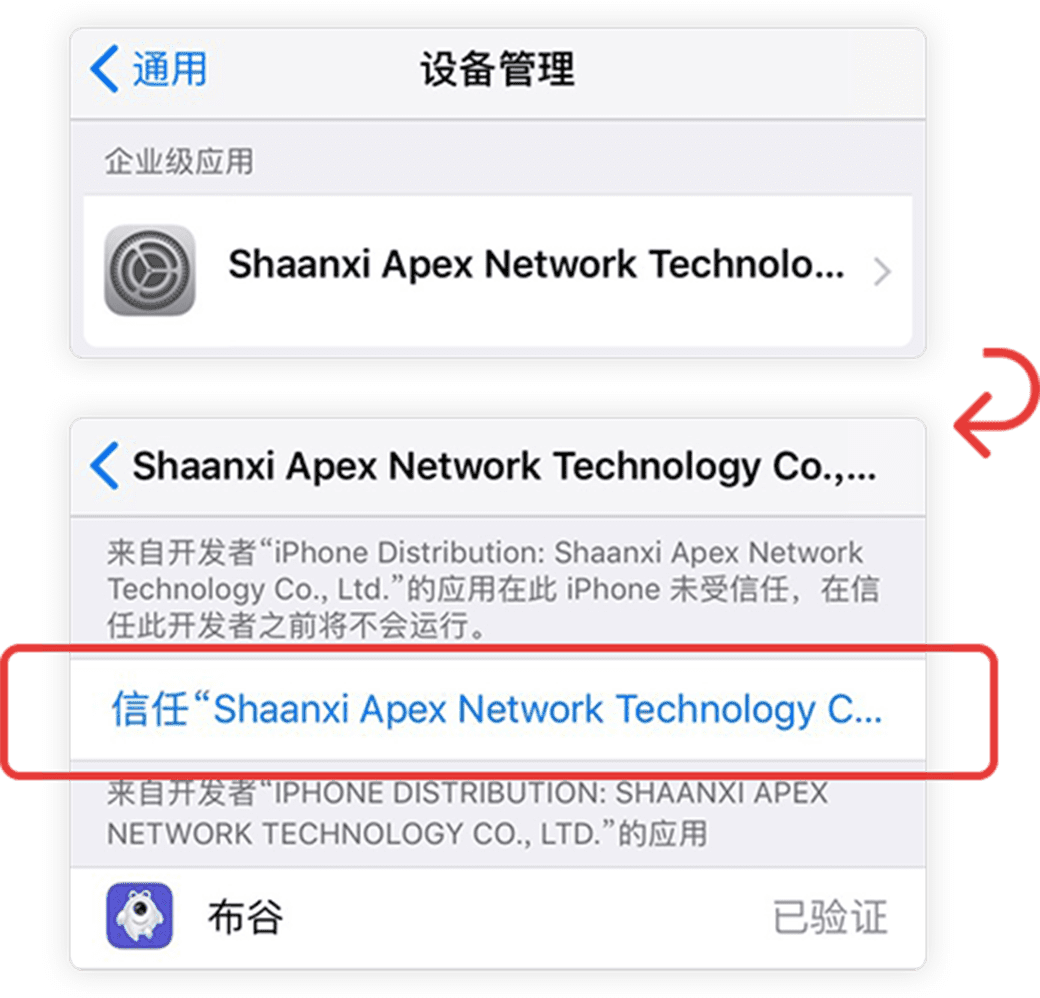 通用
设备管理
企业级应用
Shaanxi Apex Network Technolo...
Shaanxi Apex Network Technology Co.,...
来自开发者“iPhone Distribution: Shaanxi Apex Network
Technology Co., Ltd.”的应用在此 iPhone 未受信任，在信
任此开发者之前将不会运行。
信任“Shaanxi Apex Network Technology C...
来自开发者“IPHONE DISTRIBUTION: SHAANXI APEX
NETWORK TECHNOLOGY CO., LTD.”的应用
布谷
已验证